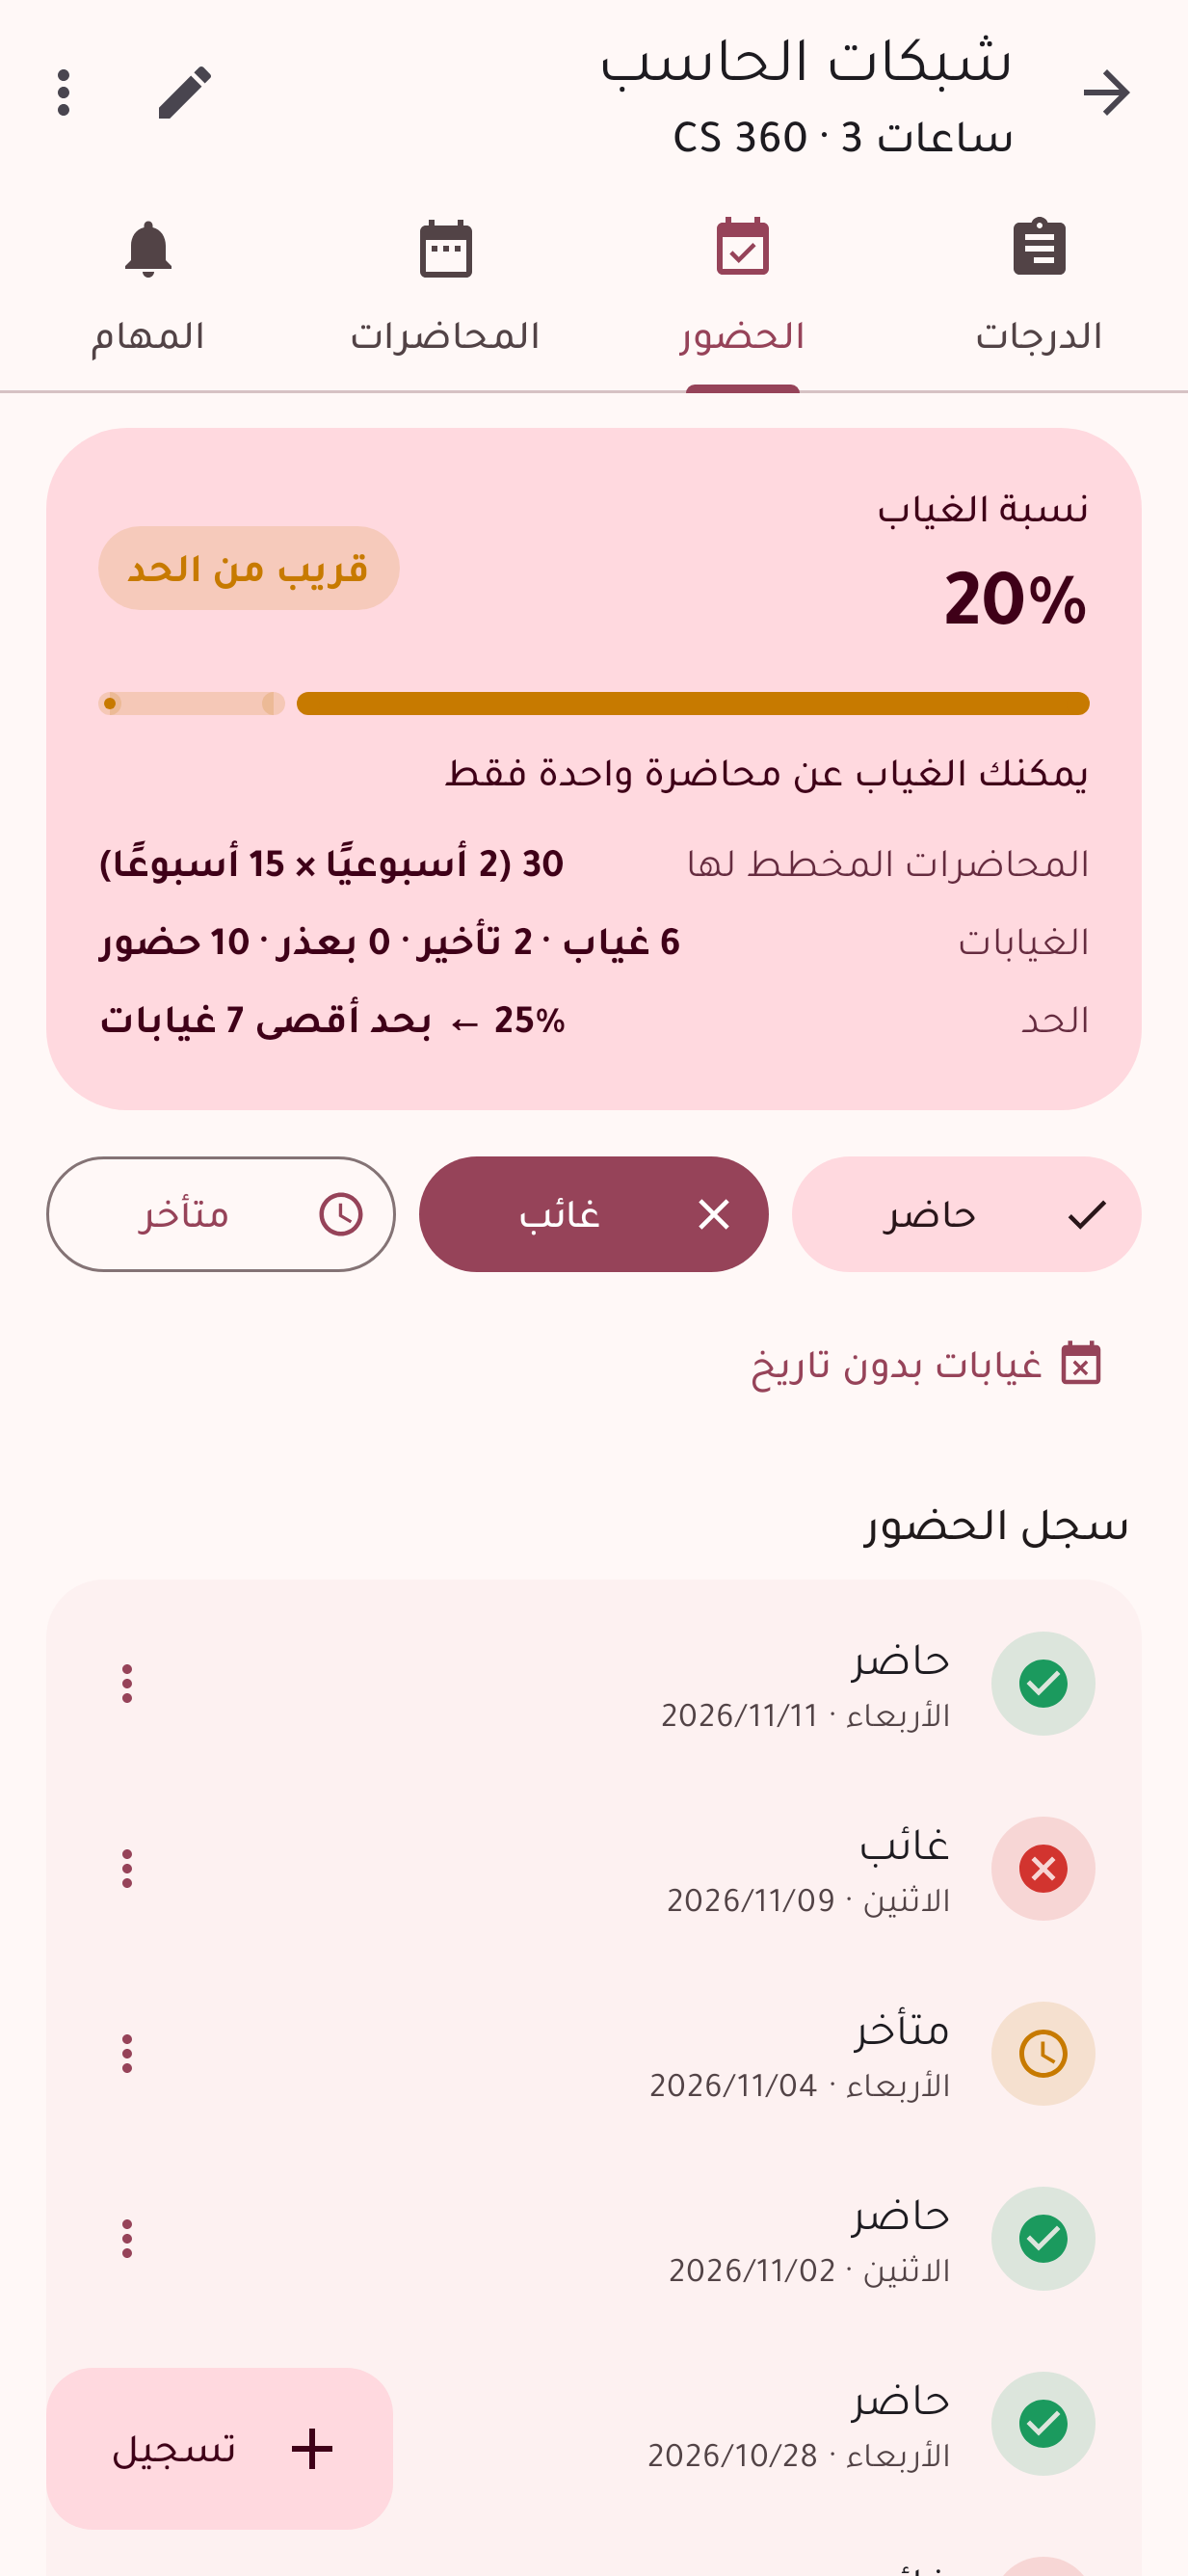 شبكات الحاسب
CS 360 · 3 ساعات
الدرجات
الحضور
المحاضرات
المهام
نسبة الغياب
20%
قريب من الحد
يمكنك الغياب عن محاضرة واحدة فقط
المحاضرات المخطط لها
30 (2 أسبوعيًا × 15 أسبوعًا)
الغيابات
6 غياب · 2 تأخير · 0 بعذر · 10 حضور
الحد
25% ← بحد أقصى 7 غيابات
حاضر
غائب
متأخر
غيابات بدون تاريخ
سجل الحضور
حاضر
الأربعاء · 2026/11/11
غائب
الاثنين · 2026/11/09
متأخر
الأربعاء · 2026/11/04
حاضر
الاثنين · 2026/11/02
حاضر
الأربعاء · 2026/10/28
تسجيل